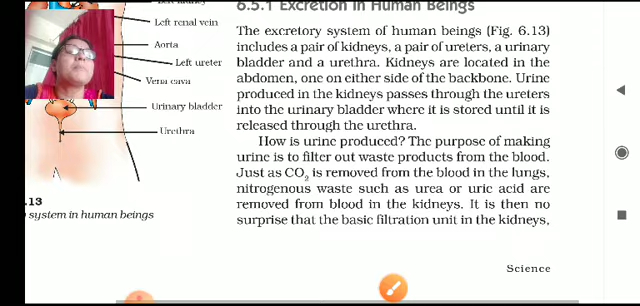 Left renal vein
Aorta
Left ureter
Vena cava
Urinary bladder
Urethra
.13
system in human beings
6.5.1 Excretion in Human Beings
The excretory system of human beings (Fig. 6.13)
includes a pair of kidneys, a pair of ureters, a urinary
bladder and a urethra. Kidneys are located in the
abdomen, one on either side of the backbone. Urine
produced in the kidneys passes through the ureters
into the urinary bladder where it is stored until it is
released through the urethra.
How is urine produced? The purpose of making
urine is to filter out waste products from the blood.
Just as CO₂ is removed from the blood in the lungs,
nitrogenous waste such as urea or uric acid are
removed from blood in the kidneys. It is then no
surprise that the basic filtration unit in the kidneys,
Science